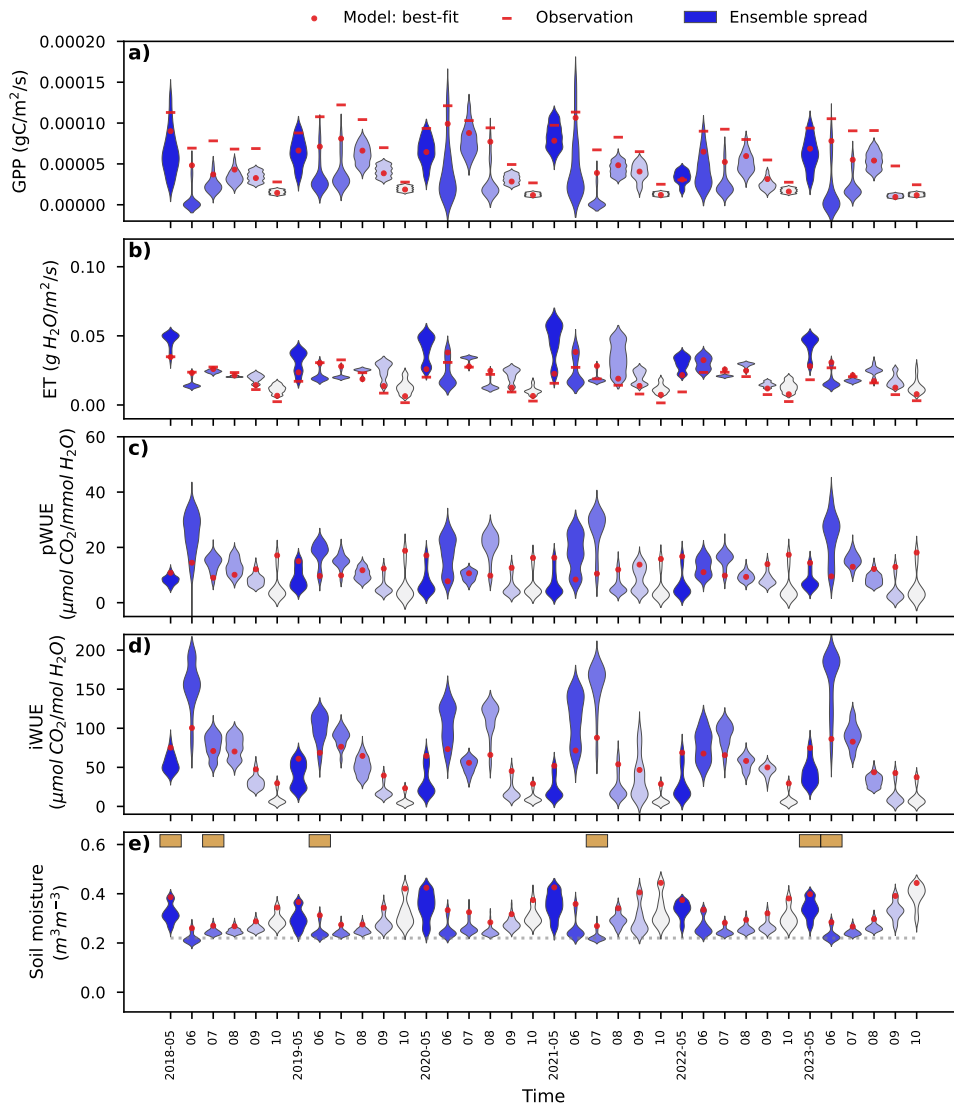 Model: best-fit Observation Ensemble spread
a)
GPP (gC/m²/s)
0.00020
0.00015
0.00010
0.00005
0.00000
b)
ET (g H₂O/m²/s)
0.10
0.05
0.00
c)
pWUE
(μmol CO₂/mmol H₂O)
60
40
20
0
d)
iWUE
(μmol CO₂/mol H₂O)
200
150
100
50
0
e)
Soil moisture
(m³m⁻³)
0.6
0.4
0.2
0.0
2018-05 06 07 08 09 10 2019-05 06 07 08 09 10 2020-05 06 07 08 09 10 2021-05 06 07 08 09 10 2022-05 06 07 08 09 10 2023-05 06 07 08 09 10
Time